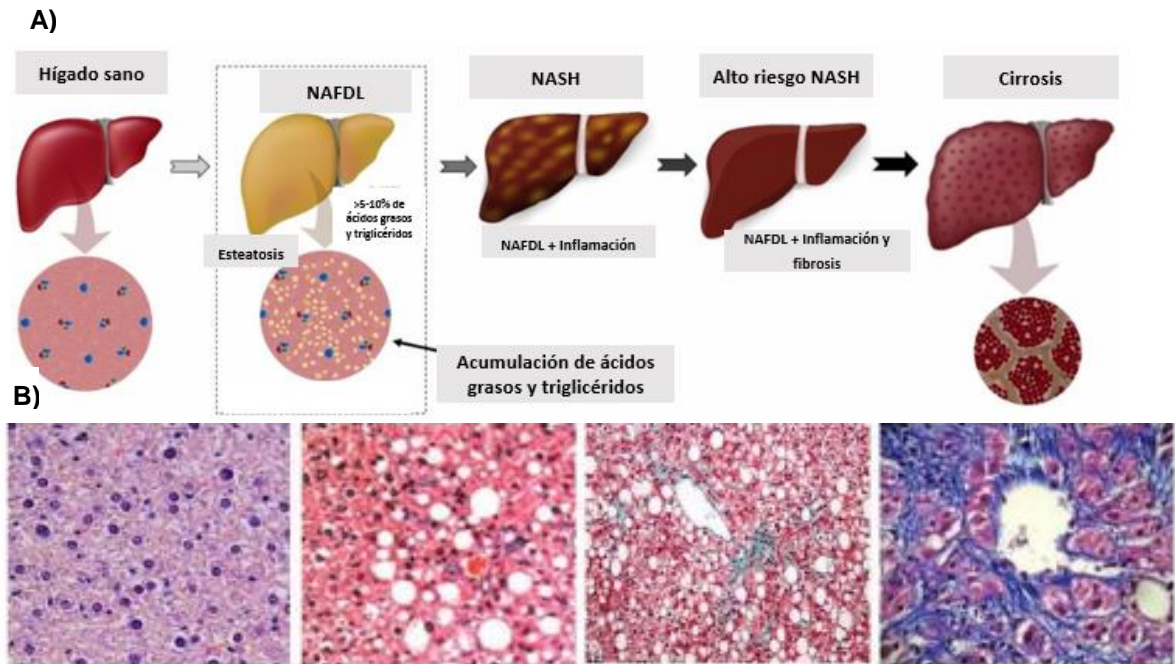 A)
Hígado sano
NAFDL
NASH
Alto riesgo NASH
Cirrosis
>5-10% de
ácidos grasos
y triglicéridos
Esteatosis
NAFDL + Inflamación
NAFDL + Inflamación y
fibrosis
Acumulación de ácidos
grasos y triglicéridos
B)